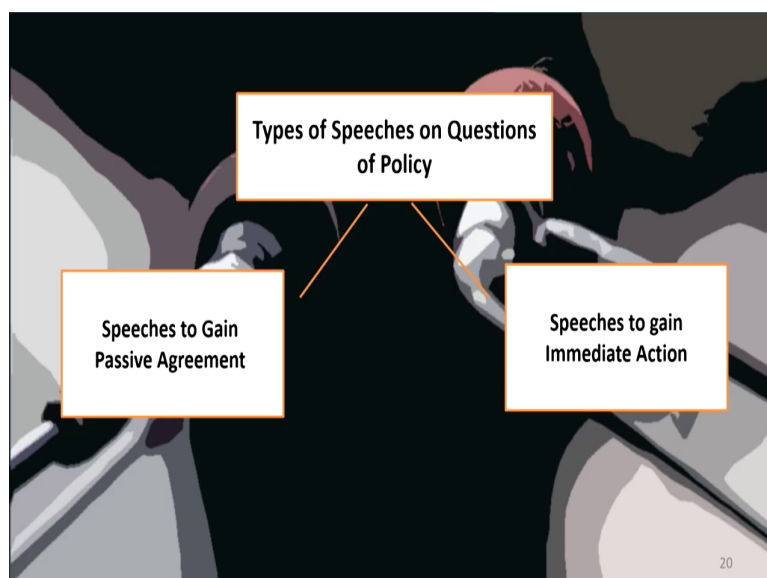 Types of Speeches on Questions
of Policy
Speeches to Gain
Passive Agreement
Speeches to gain
Immediate Action
20